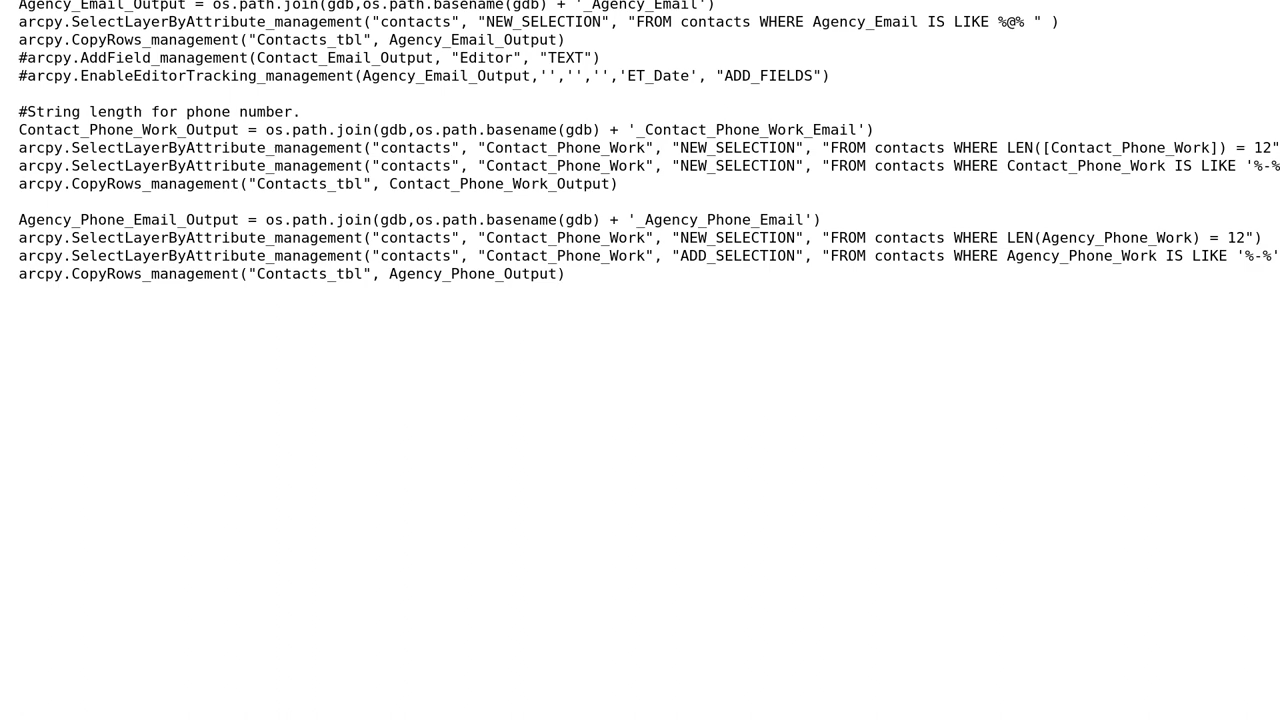 Agency_Email_Output = os.path.join(gdb,os.path.basename(gdb) + '_Agency_Email')
arcpy.SelectLayerByAttribute_management("contacts", "NEW_SELECTION", "FROM contacts WHERE Agency_Email IS LIKE %@% " )
arcpy.CopyRows_management("Contacts_tbl", Agency_Email_Output)
#arcpy.AddField_management(Contact_Email_Output, "Editor", "TEXT")
#arcpy.EnableEditorTracking_management(Agency_Email_Output,'','','','ET_Date', "ADD_FIELDS")
#String length for phone number.
Contact_Phone_Work_Output = os.path.join(gdb,os.path.basename(gdb) + '_Contact_Phone_Work_Email')
arcpy.SelectLayerByAttribute_management("contacts", "Contact_Phone_Work", "NEW_SELECTION", "FROM contacts WHERE LEN([Contact_Phone_Work]) = 12"
arcpy.SelectLayerByAttribute_management("contacts", "Contact_Phone_Work", "NEW_SELECTION", "FROM contacts WHERE Contact_Phone_Work IS LIKE '%-%
arcpy.CopyRows_management("Contacts_tbl", Contact_Phone_Work_Output)
Agency_Phone_Email_Output = os.path.join(gdb,os.path.basename(gdb) + '_Agency_Phone_Email')
arcpy.SelectLayerByAttribute_management("contacts", "Contact_Phone_Work", "NEW_SELECTION", "FROM contacts WHERE LEN(Agency_Phone_Work) = 12")
arcpy.SelectLayerByAttribute_management("contacts", "Contact_Phone_Work", "ADD_SELECTION", "FROM contacts WHERE Agency_Phone_Work IS LIKE '%-%'
arcpy.CopyRows_management("Contacts_tbl", Agency_Phone_Output)